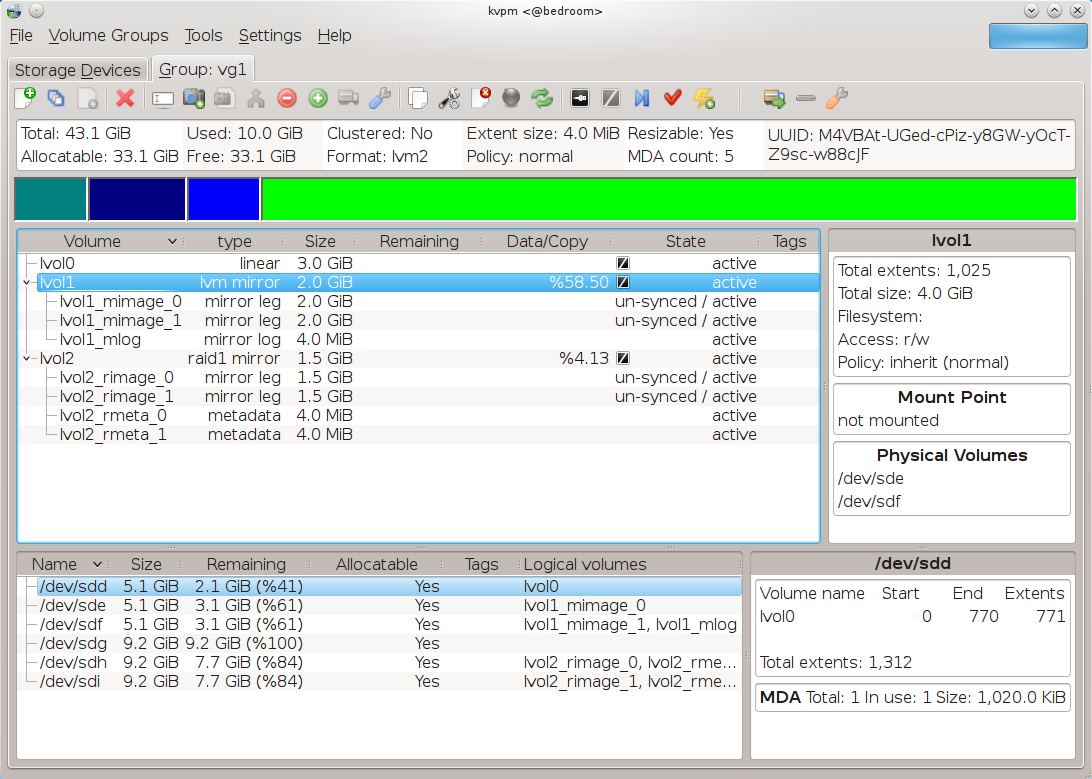 kvpm <@bedroom>
File Volume Groups Tools Settings Help
Storage Devices Group: vg1
Total: 43.1 GiB Used: 10.0 GiB Clustered: No Extent size: 4.0 MiB Resizable: Yes UUID: M4VBAt-UGed-cPiz-y8GW-yOcT-
Allocatable: 33.1 GiB Free: 33.1 GiB Format: lvm2 Policy: normal MDA count: 5 Z9sc-w88cJF
Volume type Size Remaining Data/Copy State Tags
lvol0 linear 3.0 GiB active
lvol1 lvm mirror 2.0 GiB %58.50 active
lvol1_mimage_0 mirror leg 2.0 GiB un-synced / active
lvol1_mimage_1 mirror leg 2.0 GiB un-synced / active
lvol1_mlog mirror leg 4.0 MiB active
lvol2 raid1 mirror 1.5 GiB %4.13 active
lvol2_rimage_0 mirror leg 1.5 GiB un-synced / active
lvol2_rimage_1 mirror leg 1.5 GiB un-synced / active
lvol2_rmeta_0 metadata 4.0 MiB active
lvol2_rmeta_1 metadata 4.0 MiB active
lvol1
Total extents: 1,025
Total size: 4.0 GiB
Filesystem:
Access: r/w
Policy: inherit (normal)
Mount Point
not mounted
Physical Volumes
/dev/sde
/dev/sdf
Name Size Remaining Allocatable Tags Logical volumes
/dev/sdd 5.1 GiB 2.1 GiB (%41) Yes lvol0
/dev/sde 5.1 GiB 3.1 GiB (%61) Yes lvol1_mimage_0
/dev/sdf 5.1 GiB 3.1 GiB (%61) Yes lvol1_mimage_1, lvol1_mlog
/dev/sdg 9.2 GiB 9.2 GiB (%100) Yes
/dev/sdh 9.2 GiB 7.7 GiB (%84) Yes lvol2_rimage_0, lvol2_rme...
/dev/sdi 9.2 GiB 7.7 GiB (%84) Yes lvol2_rimage_1, lvol2_rme...
/dev/sdd
Volume name Start End Extents
lvol0 0 770 771
Total extents: 1,312
MDA Total: 1 In use: 1 Size: 1,020.0 KiB